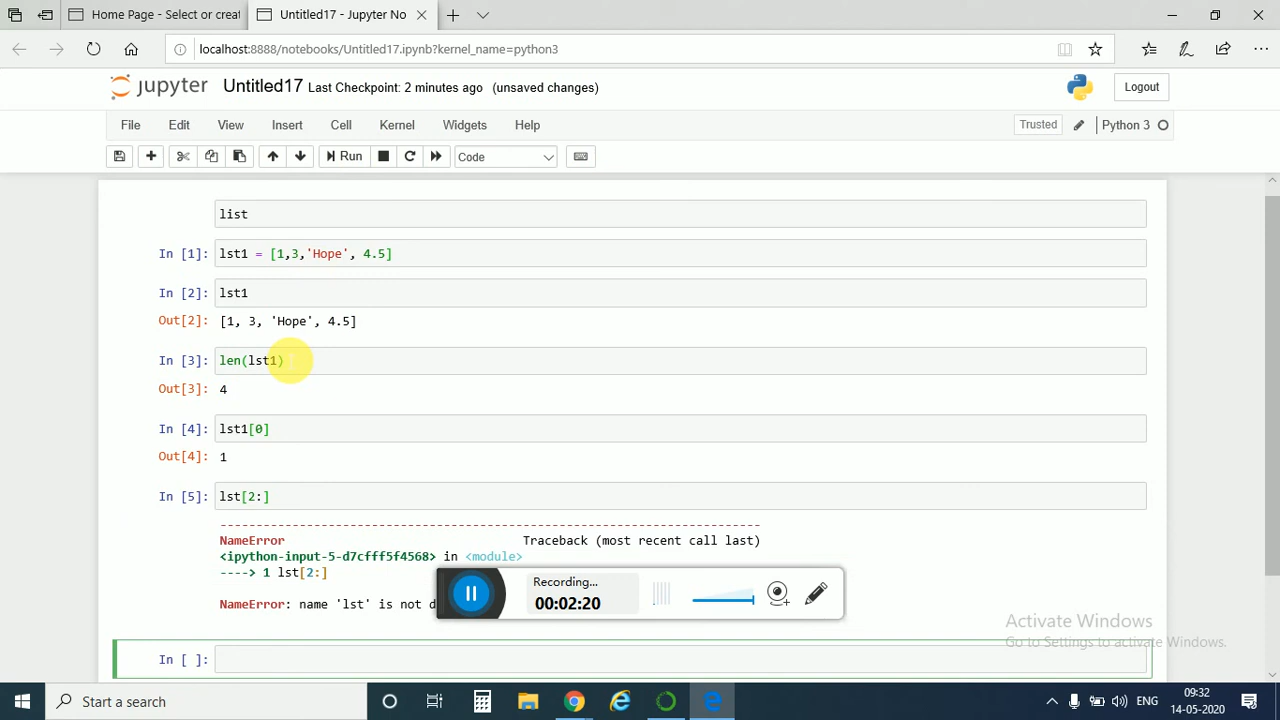 Home Page - Select or creat
Untitled17 - Jupyter No
localhost:8888/notebooks/Untitled17.ipynb?kernel_name=python3
jupyter Untitled17 Last Checkpoint: 2 minutes ago (unsaved changes)
Logout
File Edit View Insert Cell Kernel Widgets Help
Trusted
Python 3
Run
Code
list
In [1]: lst1 = [1,3,'Hope', 4.5]
In [2]: lst1
Out[2]: [1, 3, 'Hope', 4.5]
In [3]: len(lst1)
Out[3]: 4
In [4]: lst1[0]
Out[4]: 1
In [5]: lst[2:]
---------------------------------------------------------------------------
NameError Traceback (most recent call last)
<ipython-input-5-d7cfff5f4568> in <module>
----> 1 lst[2:]
NameError: name 'lst' is not d
Recording...
00:02:20
Activate Windows
Go to Settings to activate Windows.
In [ ]:
Start a search
ENG
09:32
14-05-2020